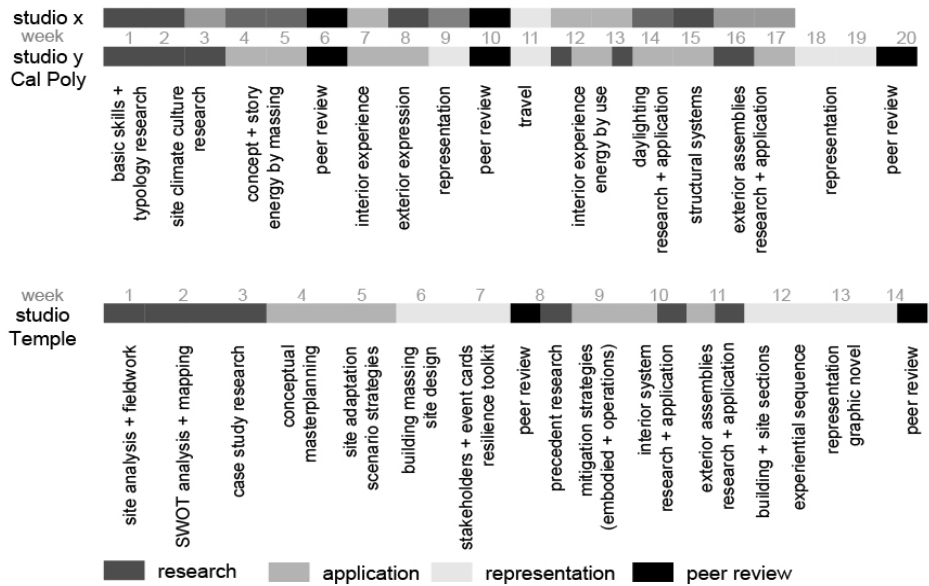 studio x
week 1 2 3 4 5 6 7 8 9 10 11 12 13 14 15 16 17 18 19 20
studio y
Cal Poly
basic skills +
typology research
site climate culture
research
concept + story
energy by massing
peer review
interior experience
exterior expression
representation
peer review
travel
interior experience
energy by use
daylighting
research + application
structural systems
exterior assemblies
research + application
representation
peer review
week 1 2 3 4 5 6 7 8 9 10 11 12 13 14
studio
Temple
site analysis + fieldwork
SWOT analysis + mapping
case study research
conceptual
masterplanning
site adaptation
scenario strategies
building massing
site design
stakeholders + event cards
resilience toolkit
peer review
precedent research
mitigation strategies
(embodied + operations)
interior system
research + application
exterior assemblies
research + application
building + site sections
experiential sequence
representation
graphic novel
peer review
research application representation peer review